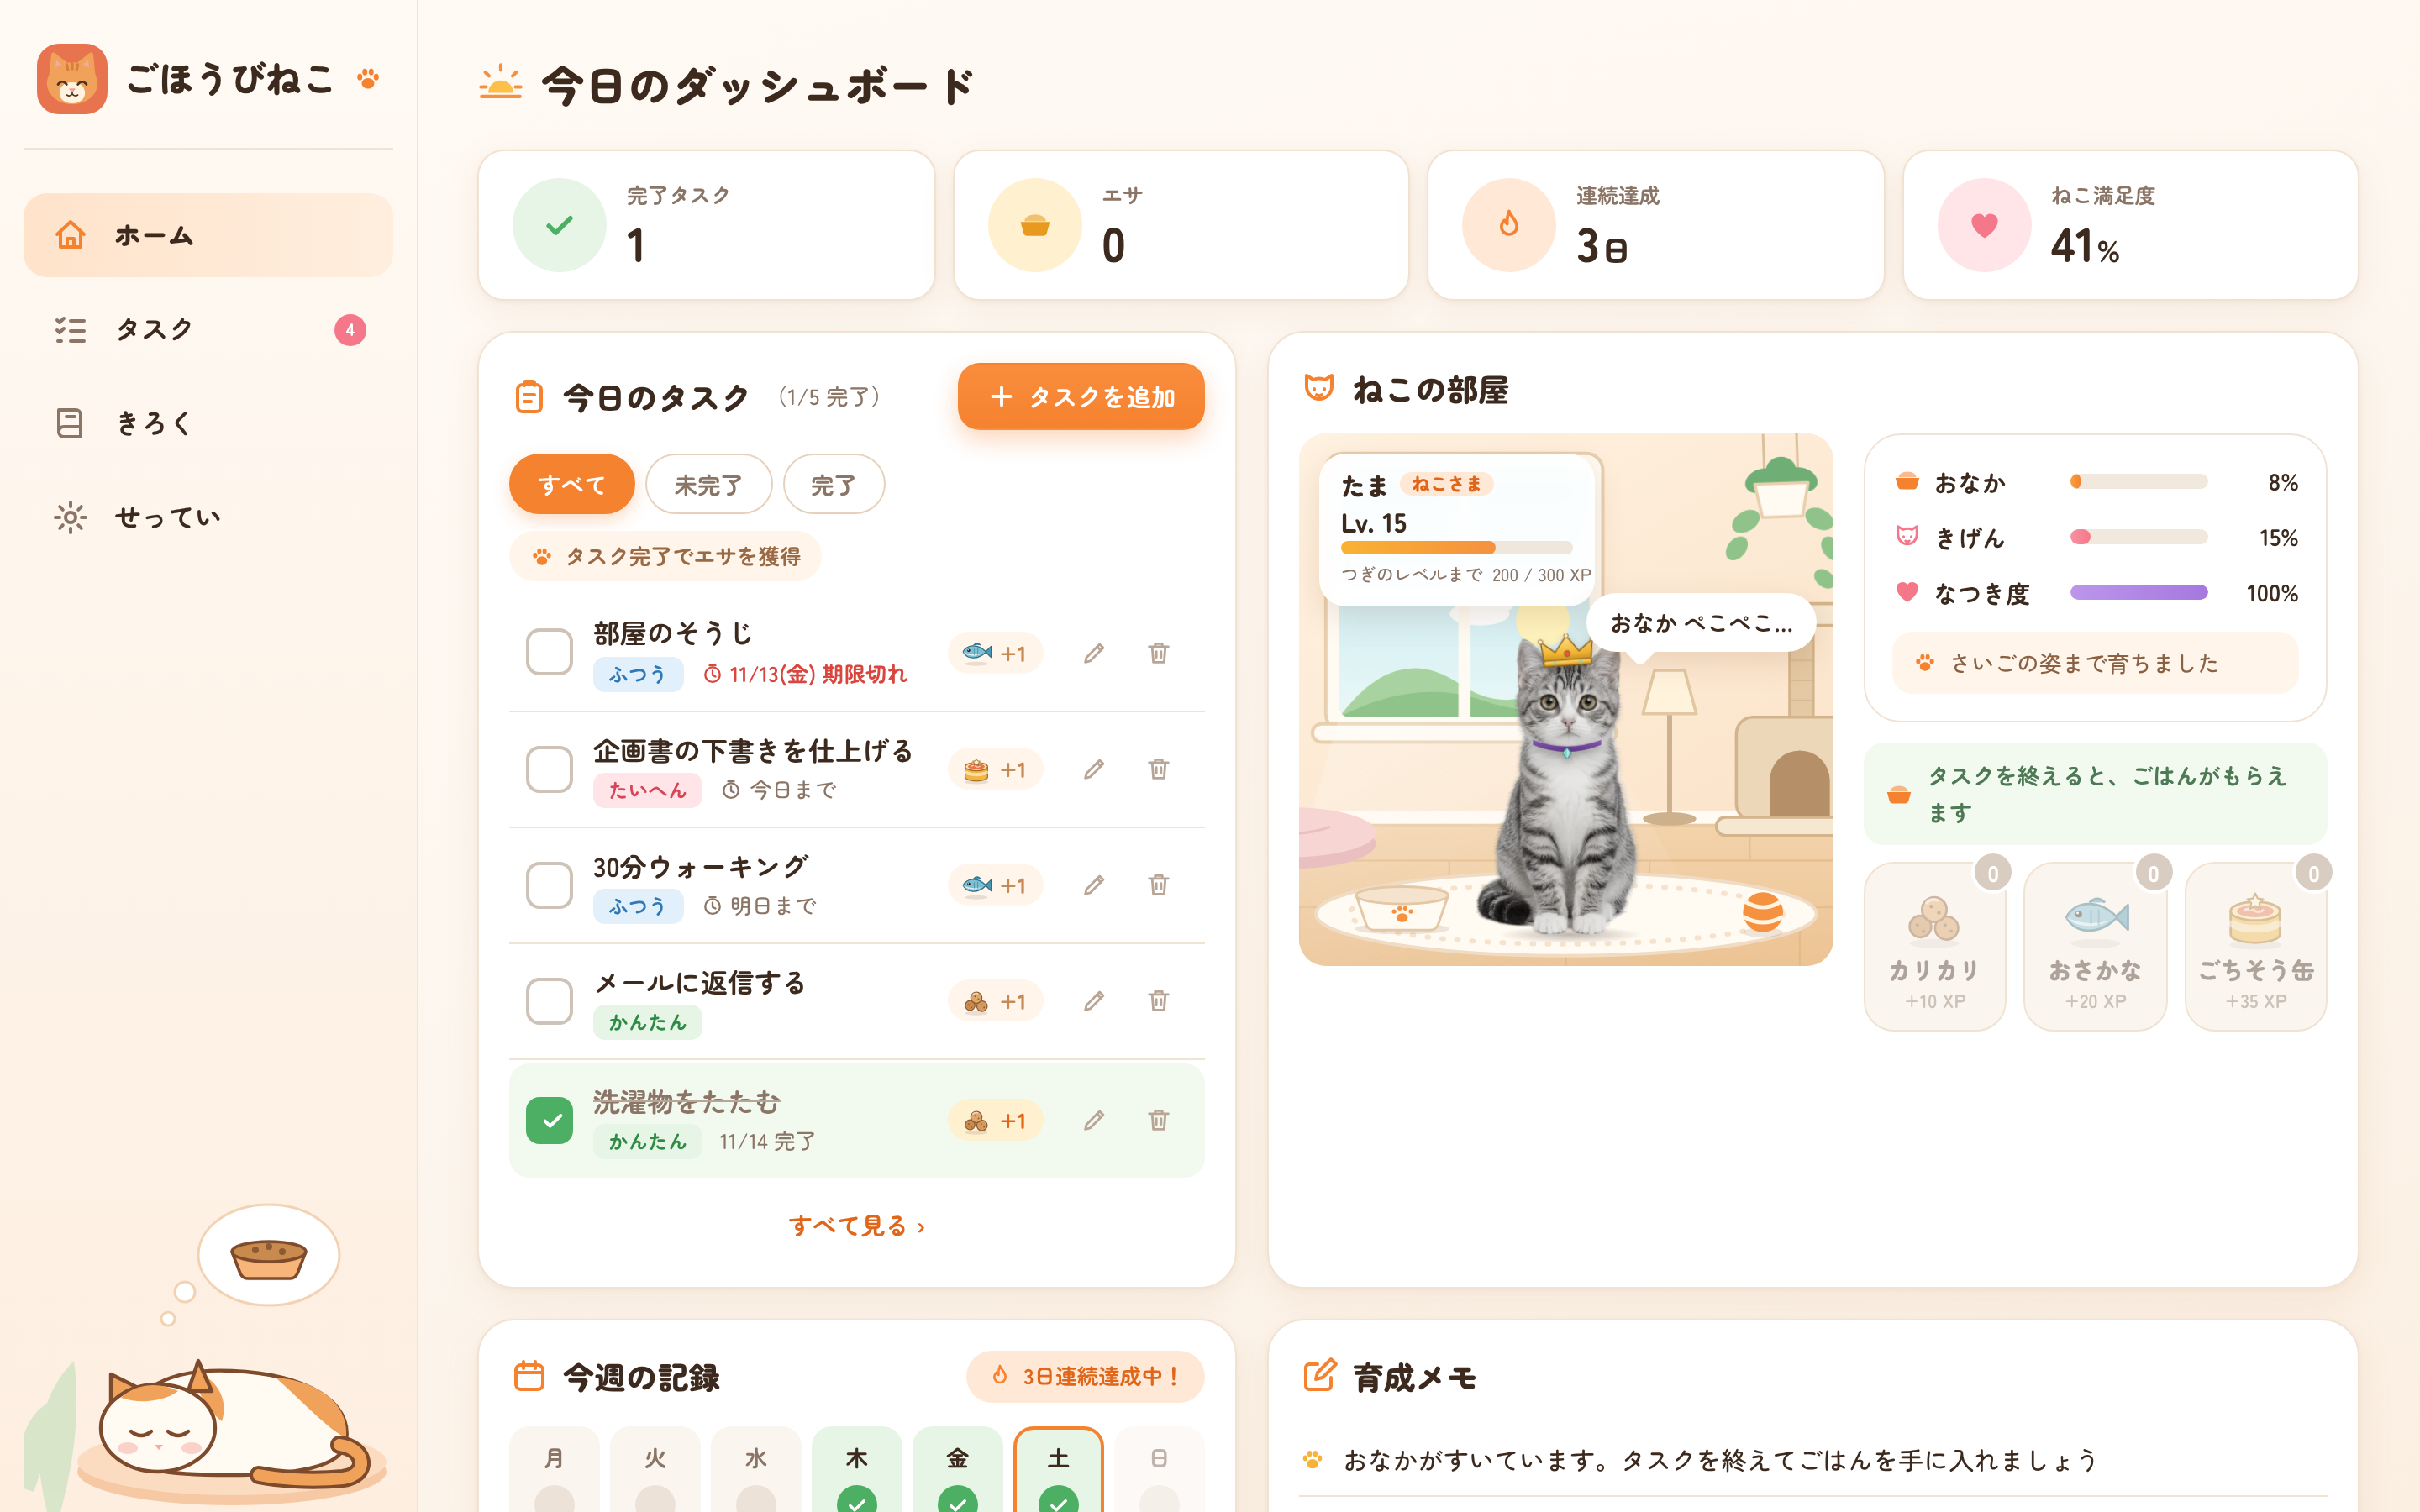 ごほうびねこ
ホーム
タスク 4
きろく
せってい
今日のダッシュボード
完了タスク
1
エサ
0
連続達成
3日
ねこ満足度
41%
今日のタスク (1/5 完了)
+ タスクを追加
すべて 未完了 完了
タスク完了でエサを獲得
部屋のそうじ
ふつう 11/13(金) 期限切れ
+1
企画書の下書きを仕上げる
たいへん 今日まで
+1
30分ウォーキング
ふつう 明日まで
+1
メールに返信する
かんたん
+1
洗濯物をたたむ
かんたん 11/14 完了
+1
すべて見る ›
ねこの部屋
たま ねこさま
Lv. 15
つぎのレベルまで 200 / 300 XP
おなか ぺこぺこ…
おなか 8%
きげん 15%
なつき度 100%
さいごの姿まで育ちました
タスクを終えると、ごはんがもらえ
ます
0
カリカリ
+10 XP
0
おさかな
+20 XP
0
ごちそう缶
+35 XP
今週の記録
3日連続達成中！
月 火 水 木 金 土 日
育成メモ
おなかがすいています。タスクを終えてごはんを手に入れましょう